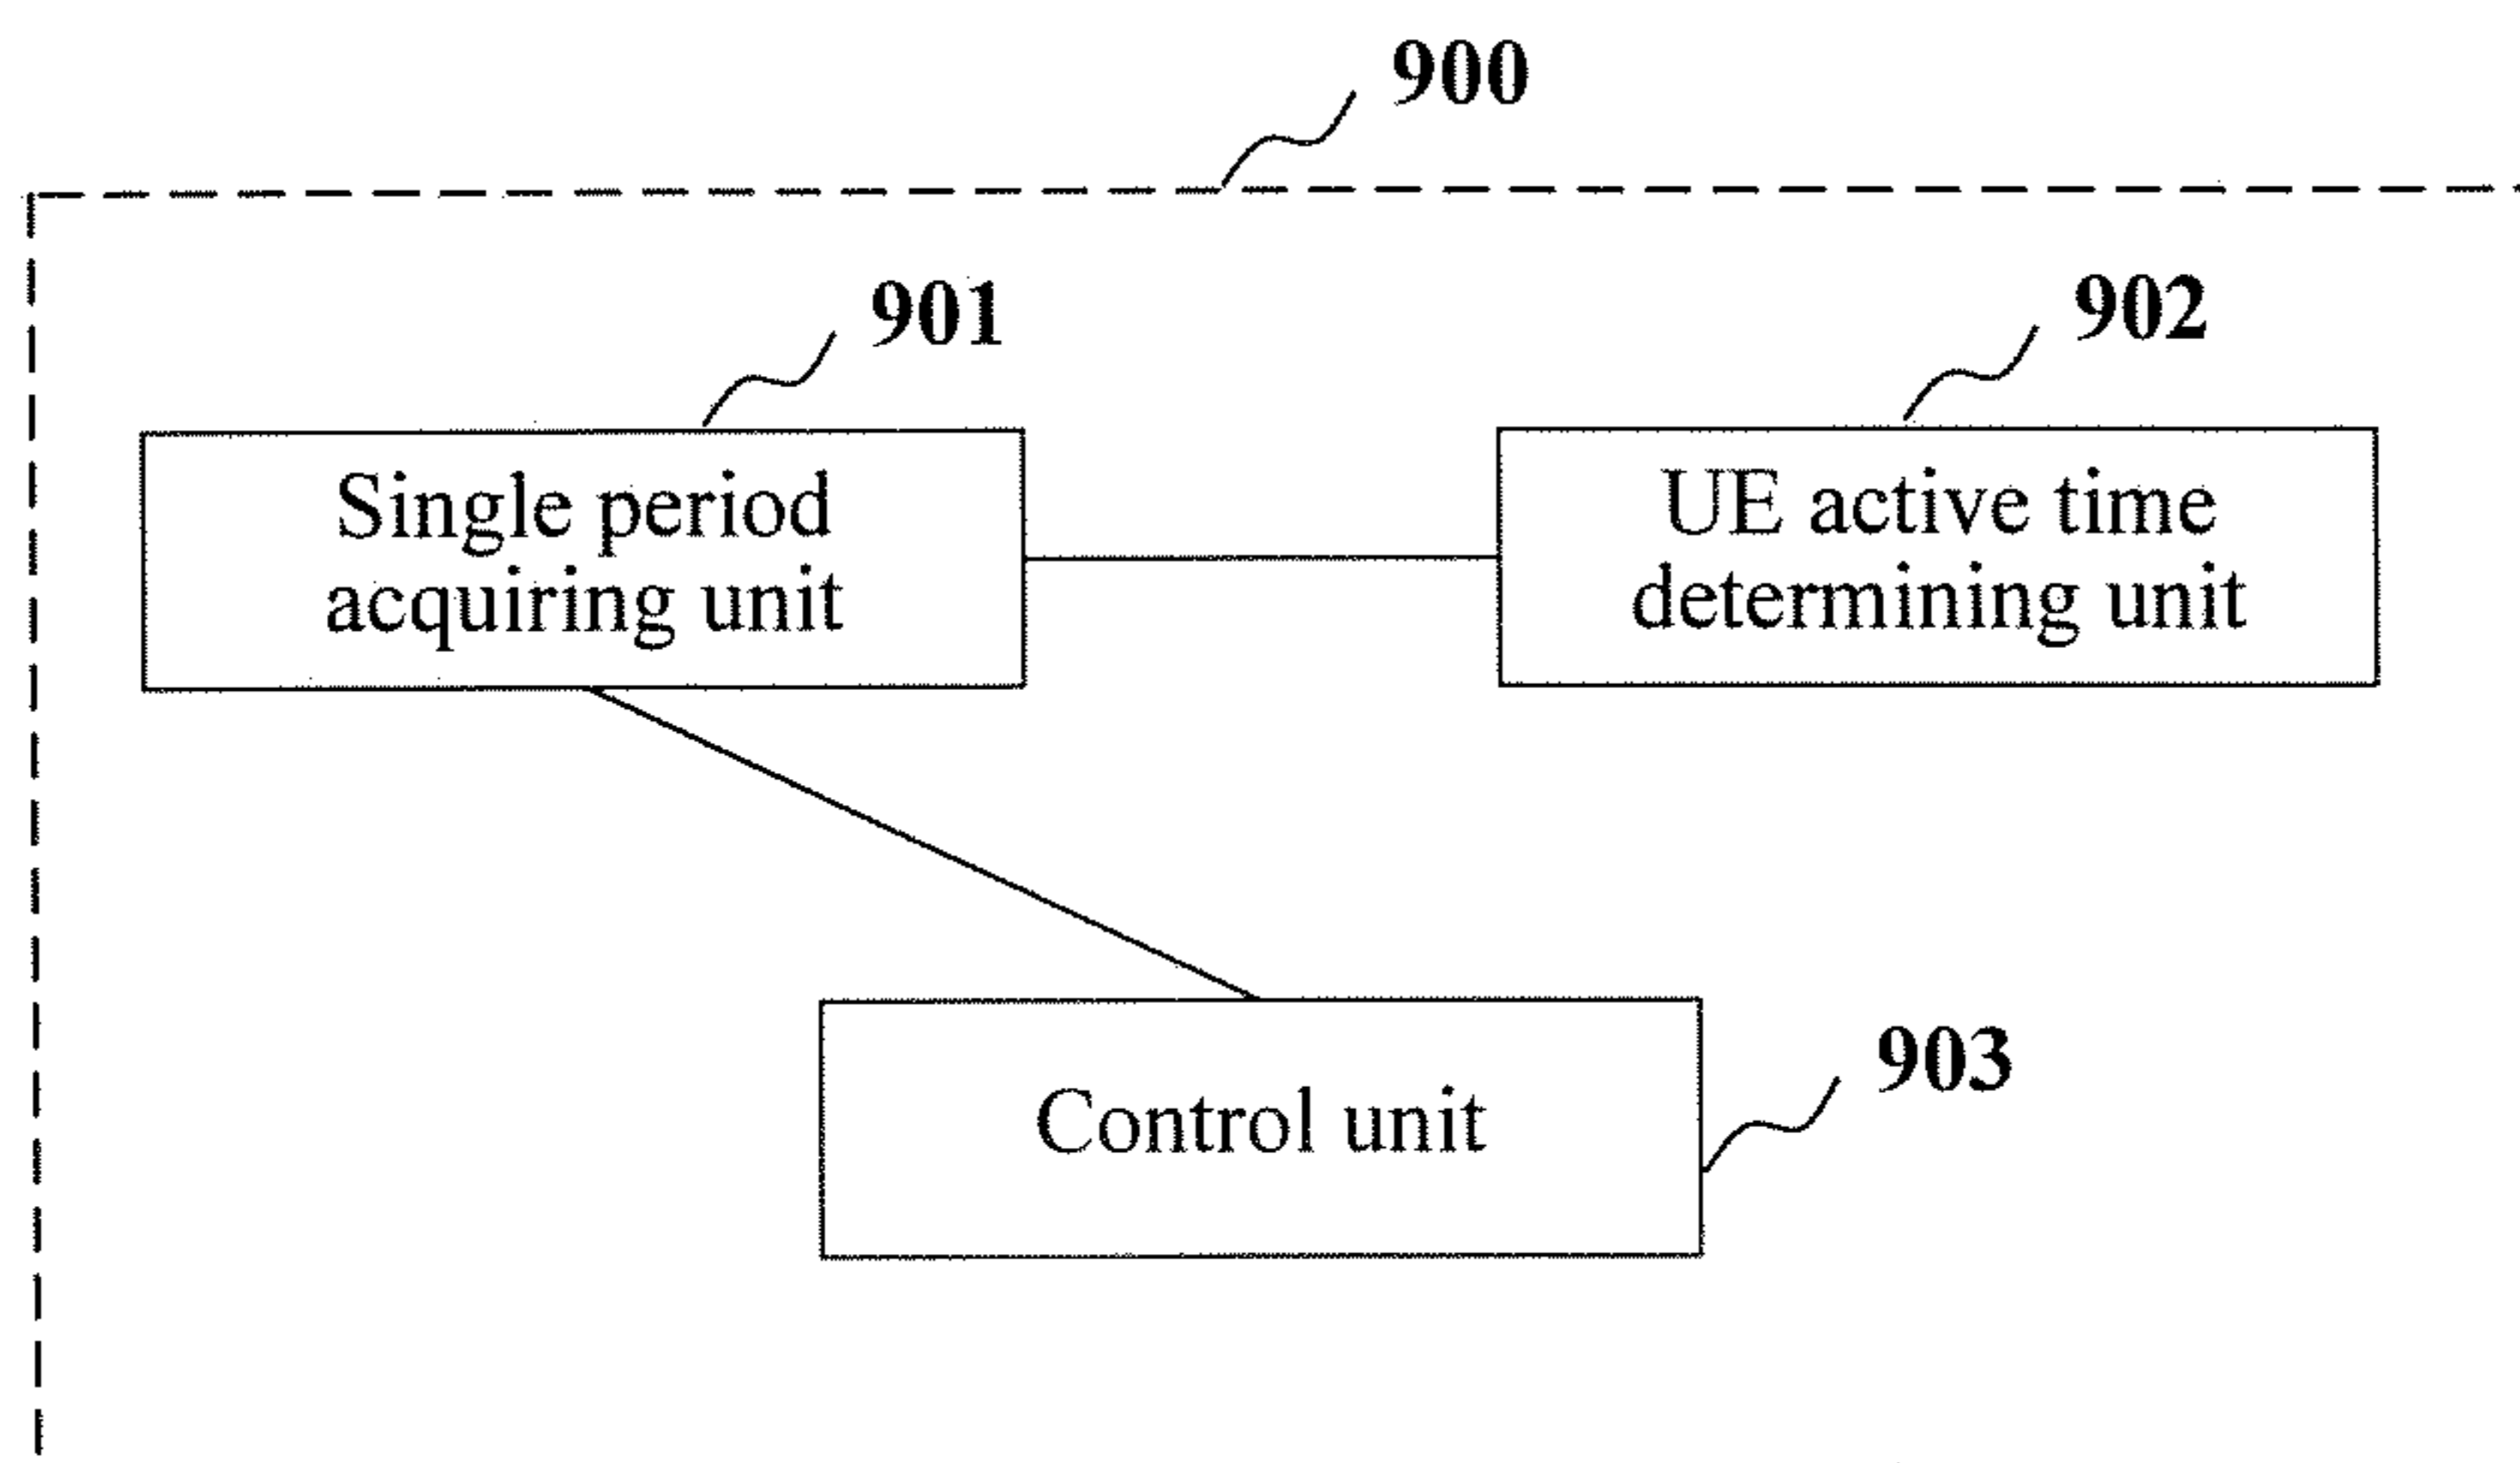 900
901
902
Single period
acquiring unit
UE active time
determining unit
903
Control unit